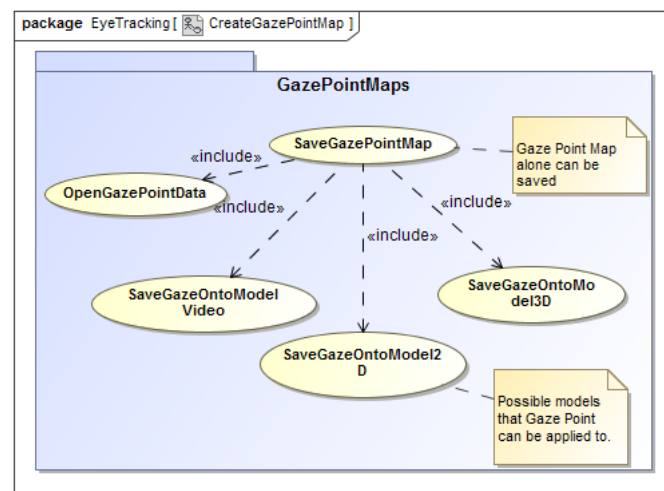 package EyeTracking [ CreateGazePointMap ]
GazePointMaps
SaveGazePointMap
Gaze Point Map
alone can be
saved
«include»
OpenGazePointData
«include»
«include»
«include»
SaveGazeOntoModel
Video
SaveGazeOntoMo
del3D
SaveGazeOntoModel2
D
Possible models
that Gaze Point
can be applied to.